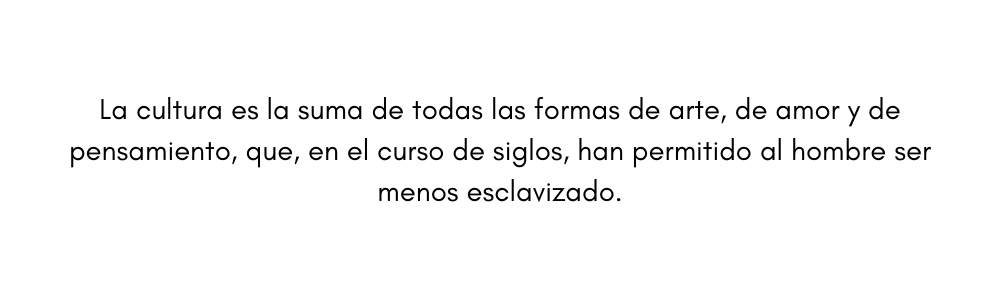 La cultura es la suma de todas las formas de arte, de amor y de
pensamiento, que, en el curso de siglos, han permitido al hombre ser
menos esclavizado.